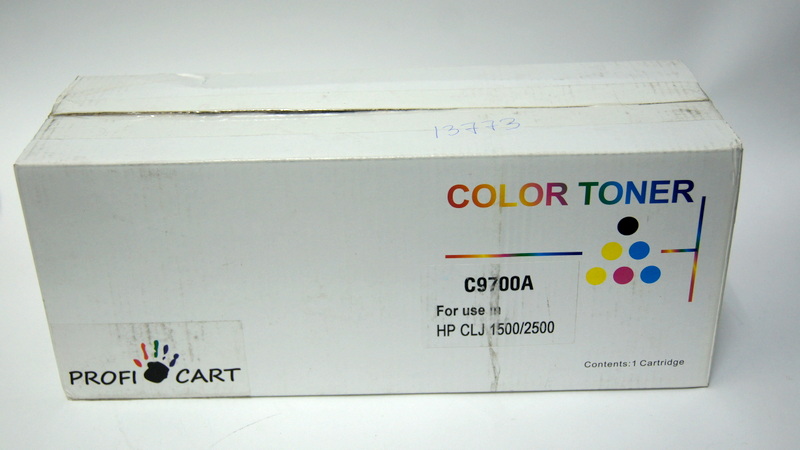 13773
COLOR TONER
C9700A
For use in
HP CLJ 1500/2500
Contents:1 Cartridge
PROFI CART